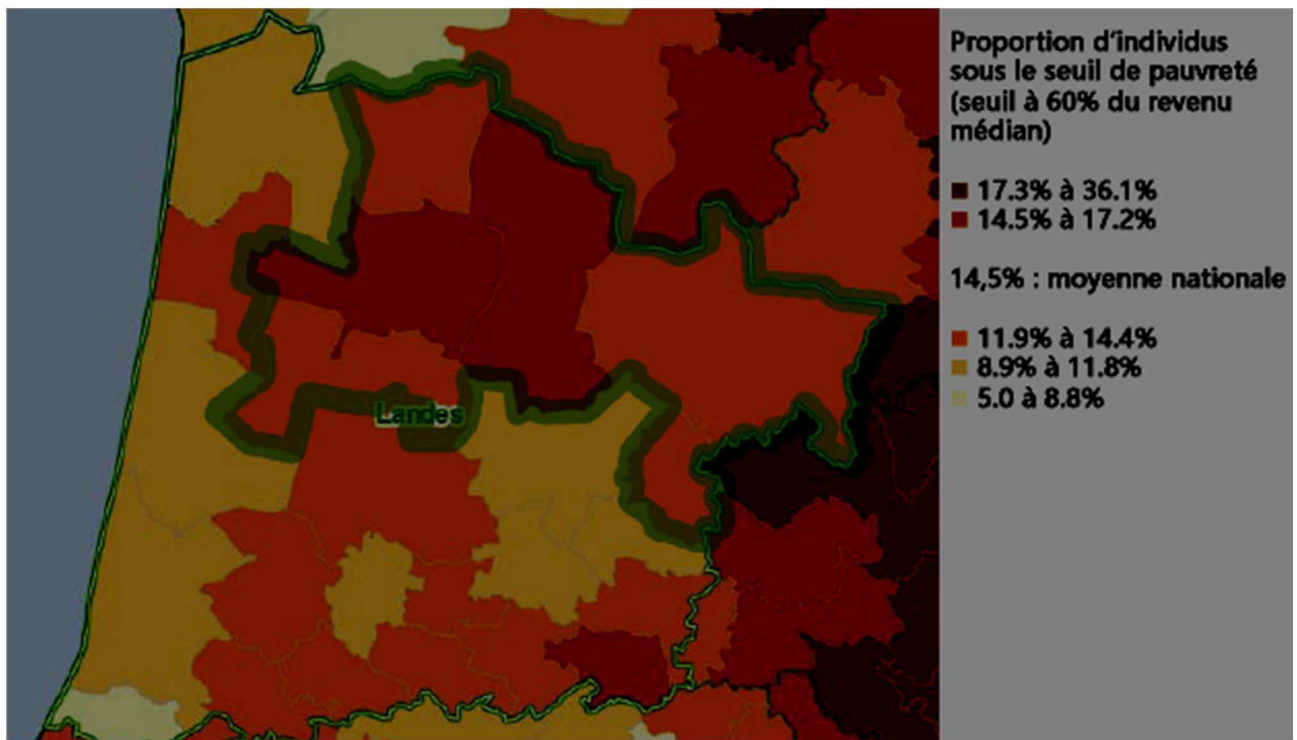 Proportion d'individus
sous le seuil de pauvreté
(seuil à 60% du revenu
médian)
17.3% à 36.1%
14.5% à 17.2%
14,5% : moyenne nationale
11.9% à 14.4%
8.9% à 11.8%
5.0 à 8.8%
Landes